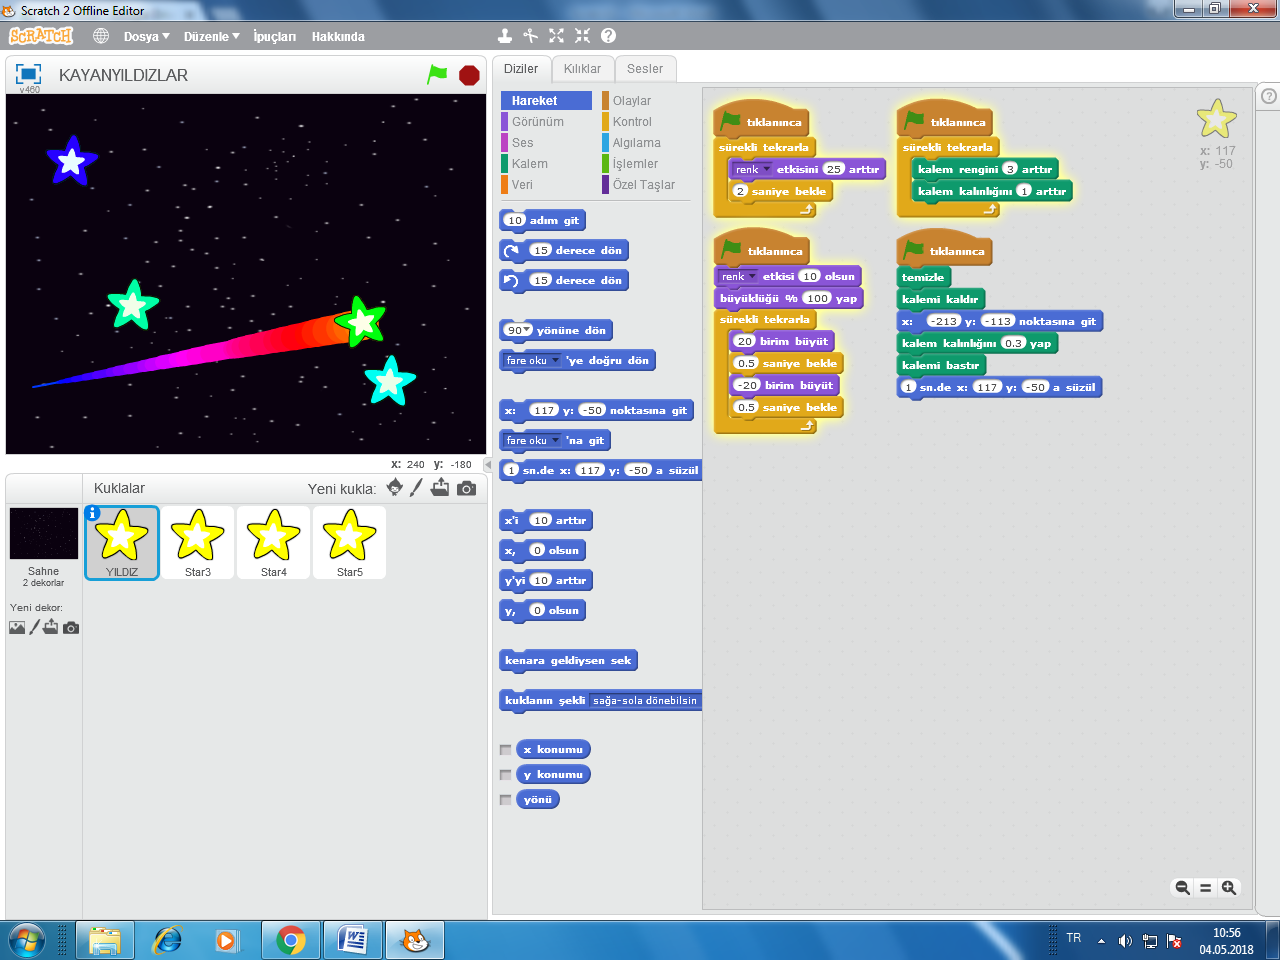 Scratch 2 Offline Editor
SCRATCH Dosya Düzenle İpuçları Hakkında
KAYANYILDIZLAR
v460
x: 240 y: -180
Kuklalar Yeni kukla:
Sahne
2 dekorlar
Yeni dekor:
YILDIZ Star3 Star4 Star5
Diziler Kılıklar Sesler
Hareket Olaylar
Görünüm Kontrol
Ses Algılama
Kalem İşlemler
Veri Özel Taşlar
10 adım git
15 derece dön
15 derece dön
90 yönüne dön
fare oku 'ye doğru dön
x: 117 y: -50 noktasına git
fare oku 'na git
1 sn.de x: 117 y: -50 a süzül
x'i 10 arttır
x, 0 olsun
y'yi 10 arttır
y, 0 olsun
kenara geldiysen sek
kuklanın şekli sağa-sola dönebilsin
x konumu
y konumu
yönü
tıklanınca
sürekli tekrarla
renk etkisini 25 arttır
2 saniye bekle
tıklanınca
sürekli tekrarla
kalem rengini 3 arttır
kalem kalınlığını 1 arttır
tıklanınca
renk etkisi 10 olsun
büyüklüğü % 100 yap
sürekli tekrarla
20 birim büyüt
0.5 saniye bekle
-20 birim büyüt
0.5 saniye bekle
tıklanınca
temizle
kalemi kaldır
x: -213 y: -113 noktasına git
kalem kalınlığını 0.3 yap
kalemi bastır
1 sn.de x: 117 y: -50 a süzül
x: 117
y: -50
TR
10:56
04.05.2018